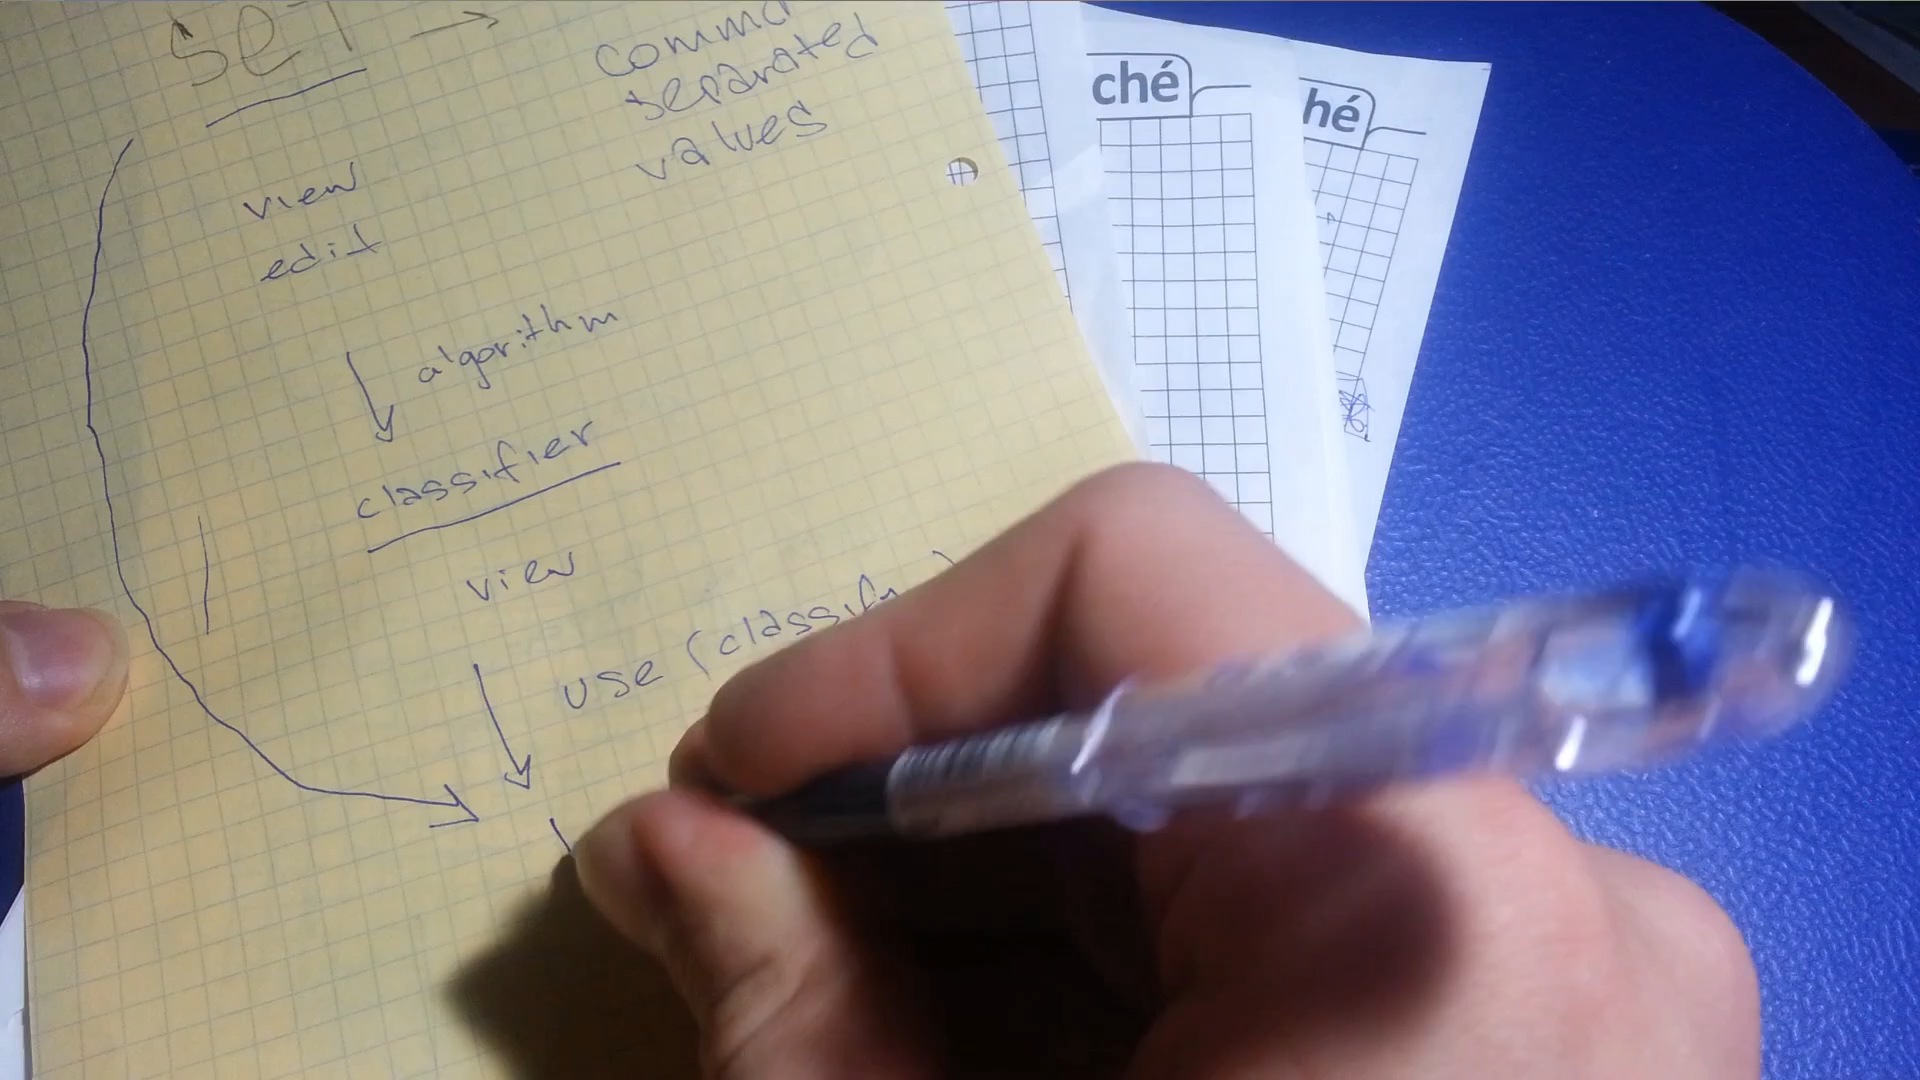 set →
comma
separated
values
view
edit
algorithm
classifier
view
use (classify)
ché
hé